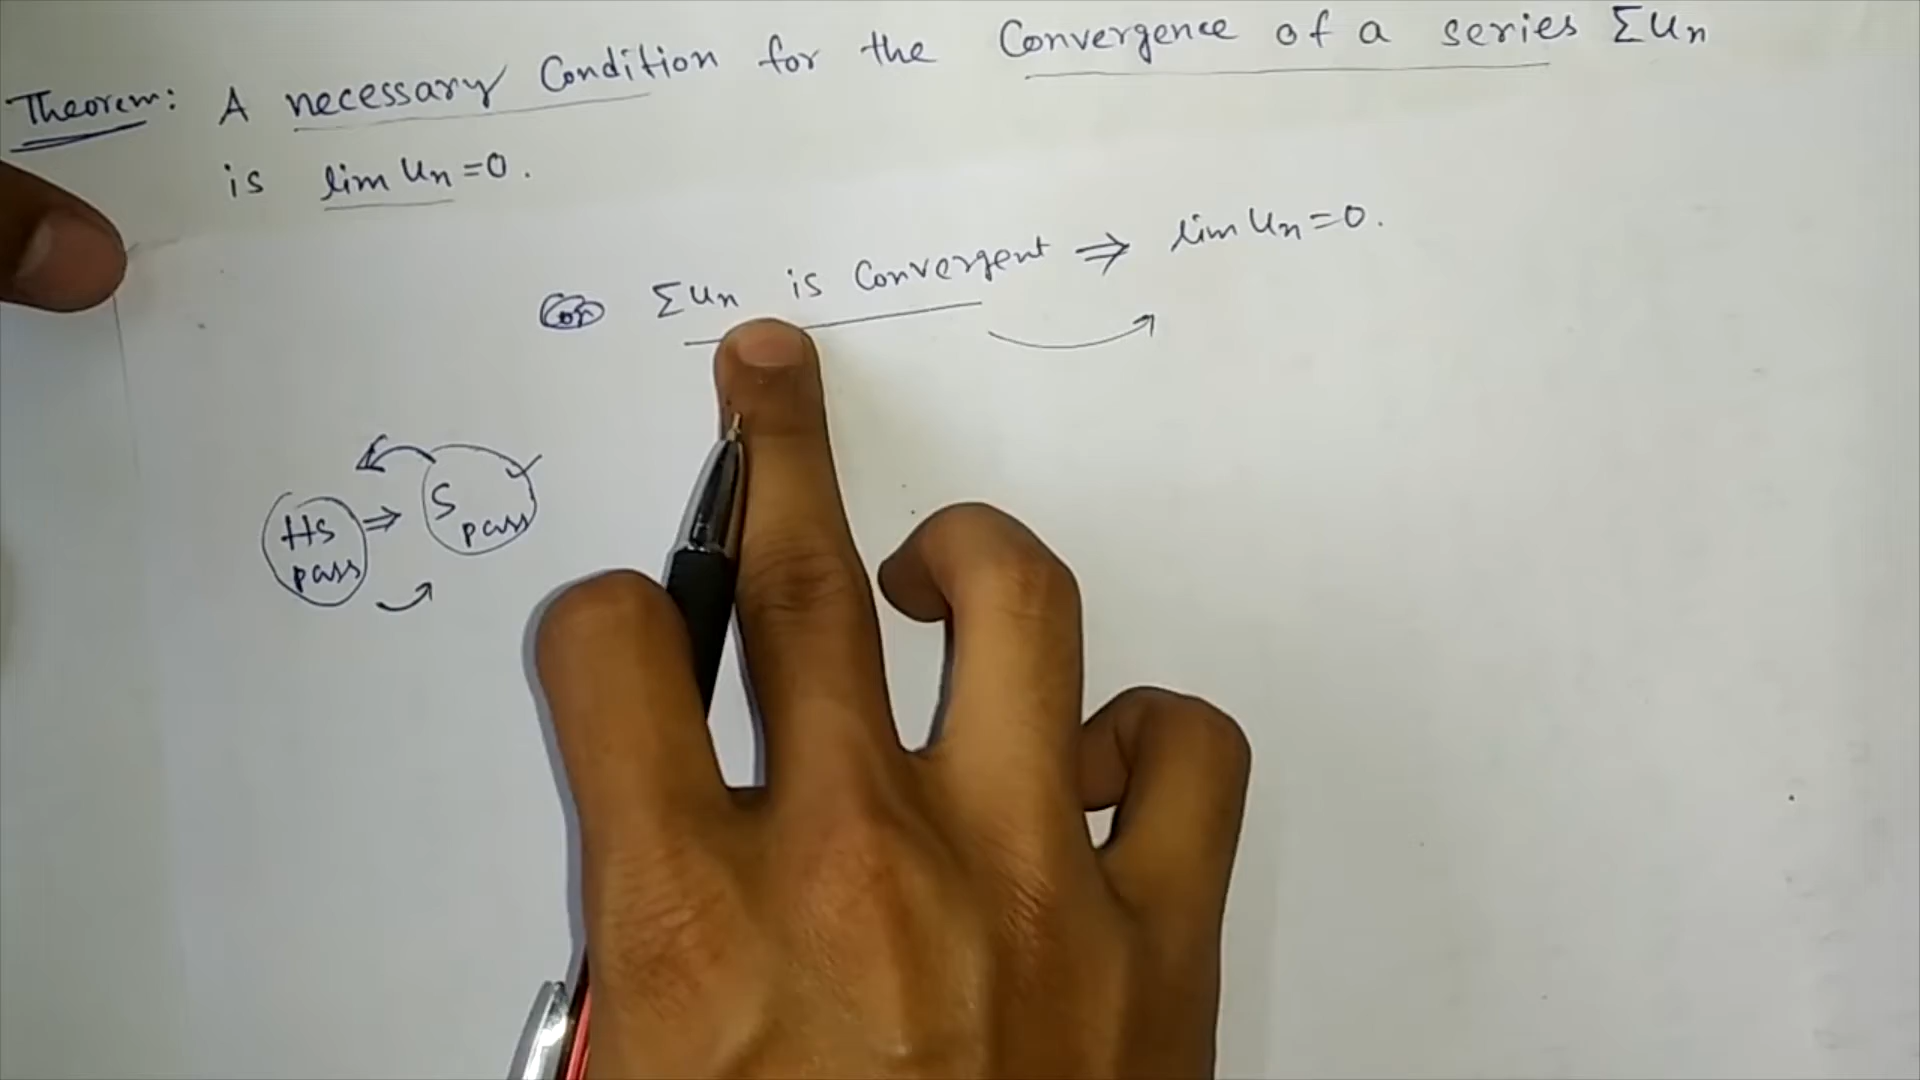 Theorem: A necessary Condition for the Convergence of a series Σun
is lim un = 0.
(or) Σun is Convergent ⇒ lim un = 0.
HS pass ⇒ S pass